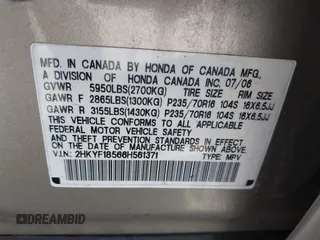 MFD. IN CANADA BY HONDA OF CANADA MFG.,
A DIVISION OF HONDA CANADA INC. 07/06
GVWR 5950LBS(2700KG) TIRE SIZE RIM SIZE
GAWR F 2865LBS(1300KG) P235/70R16 104S 16X6.5JJ
GAWR R 3155LBS(1430KG) P235/70R16 104S 16X6.5JJ
THIS VEHICLE CONFORMS TO ALL APPLICABLE
FEDERAL MOTOR VEHICLE SAFETY
AND THEFT PREVENTION STANDARDS IN EFFECT
ON THE DATE OF MANUFACTURE SHOWN ABOVE.
V.I.N.: 2HKYF18566H561371 TYPE: MPV
DREAMBID